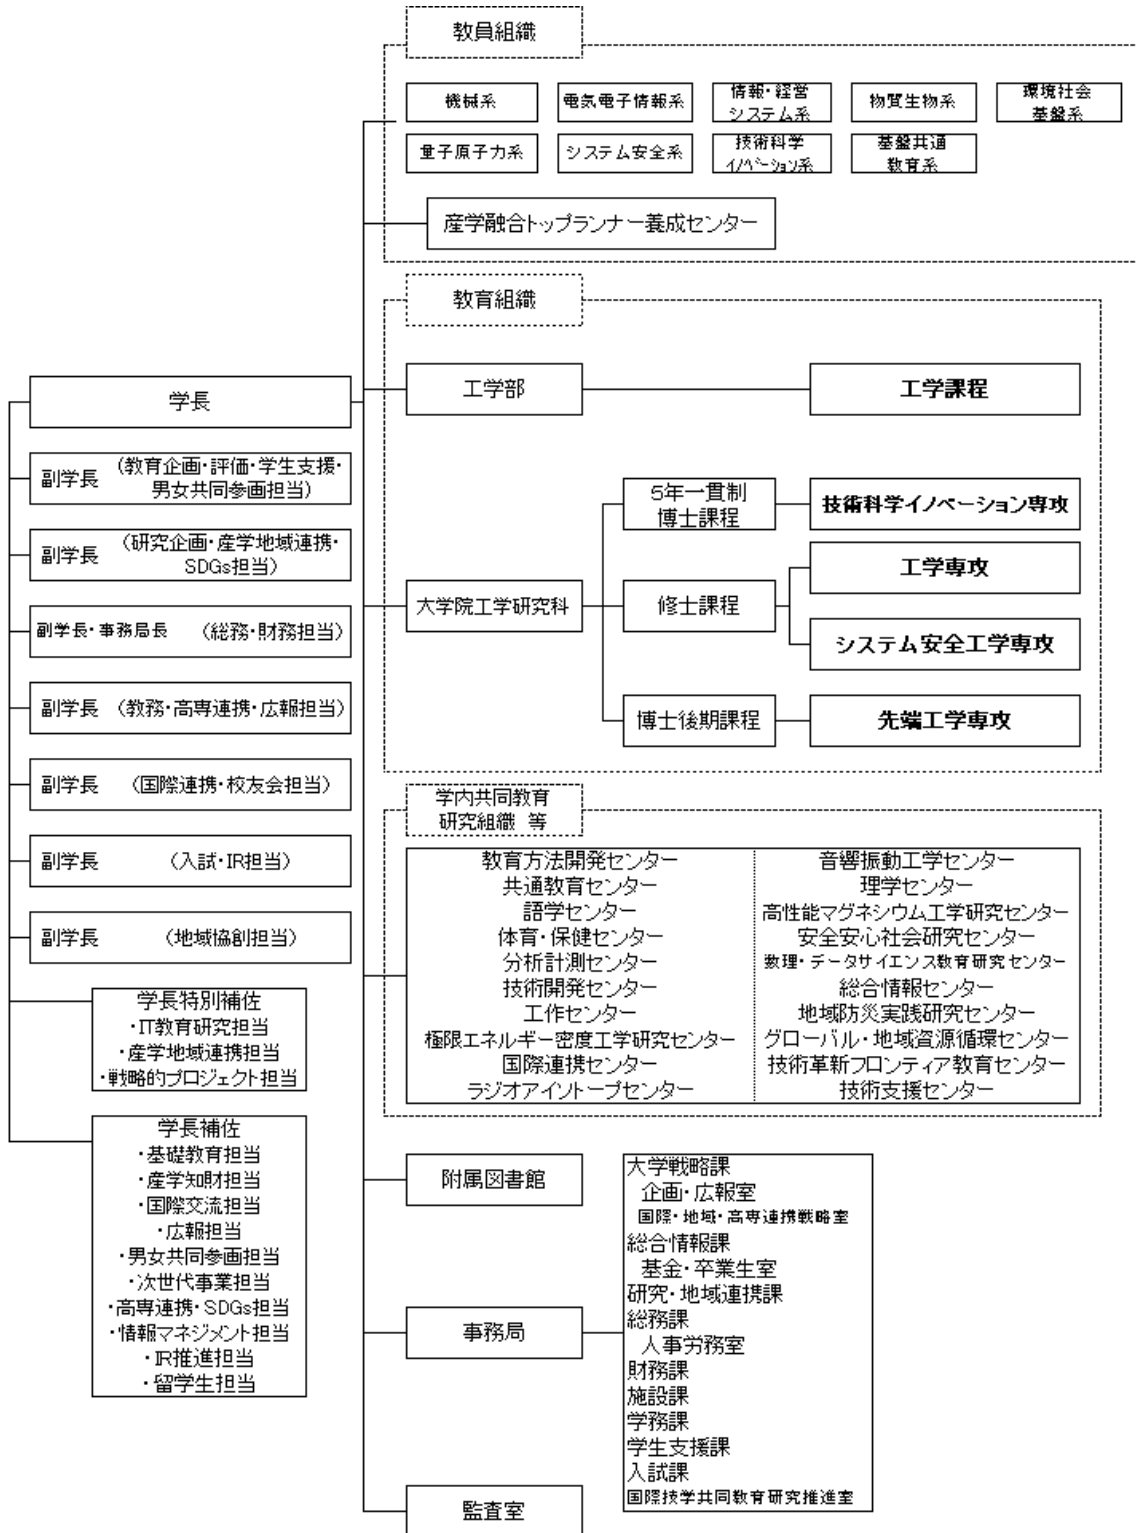 教員組織
機械系
電気電子情報系
情報・経営
システム系
物質生物系
環境社会
基盤系
量子原子力系
システム安全系
技術科学
イノベーション系
基盤共通
教育系
産学融合トップランナー養成センター
教育組織
工学部
工学課程
大学院工学研究科
5年一貫制
博士課程
技術科学イノベーション専攻
修士課程
工学専攻
システム安全工学専攻
博士後期課程
先端工学専攻
学長
副学長 (教育企画・評価・学生支援・
男女共同参画担当)
副学長 (研究企画・産学地域連携・
SDGs担当)
副学長・事務局長 (総務・財務担当)
副学長 (教務・高専連携・広報担当)
副学長 (国際連携・校友会担当)
副学長 (入試・IR担当)
副学長 (地域協創担当)
学長特別補佐
・IT教育研究担当
・産学地域連携担当
・戦略的プロジェクト担当
学長補佐
・基礎教育担当
・産学知財担当
・国際交流担当
・広報担当
・男女共同参画担当
・次世代事業担当
・高専連携・SDGs担当
・情報マネジメント担当
・IR推進担当
・留学生担当
学内共同教育
研究組織 等
教育方法開発センター
共通教育センター
語学センター
体育・保健センター
分析計測センター
技術開発センター
工作センター
極限エネルギー密度工学研究センター
国際連携センター
ラジオアイソトープセンター
音響振動工学センター
理学センター
高性能マグネシウム工学研究センター
安全安心社会研究センター
数理・データサイエンス教育研究センター
総合情報センター
地域防災実践研究センター
グローバル・地域資源循環センター
技術革新フロンティア教育センター
技術支援センター
附属図書館
事務局
大学戦略課
企画・広報室
国際・地域・高専連携戦略室
総合情報課
基金・卒業生室
研究・地域連携課
総務課
人事労務室
財務課
施設課
学務課
学生支援課
入試課
国際技学共同教育研究推進室
監査室